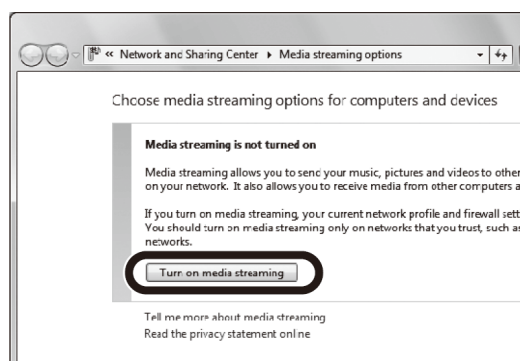 « Network and Sharing Center ▸ Media streaming options
Choose media streaming options for computers and devices
Media streaming is not turned on
Media streaming allows you to send your music, pictures and videos to other
on your network. It also allows you to receive media from other computers a
If you turn on media streaming, your current network profile and firewall sett
You should turn on media streaming only on networks that you trust, such as
networks.
Turn on media streaming
Tell me more about media streaming
Read the privacy statement online